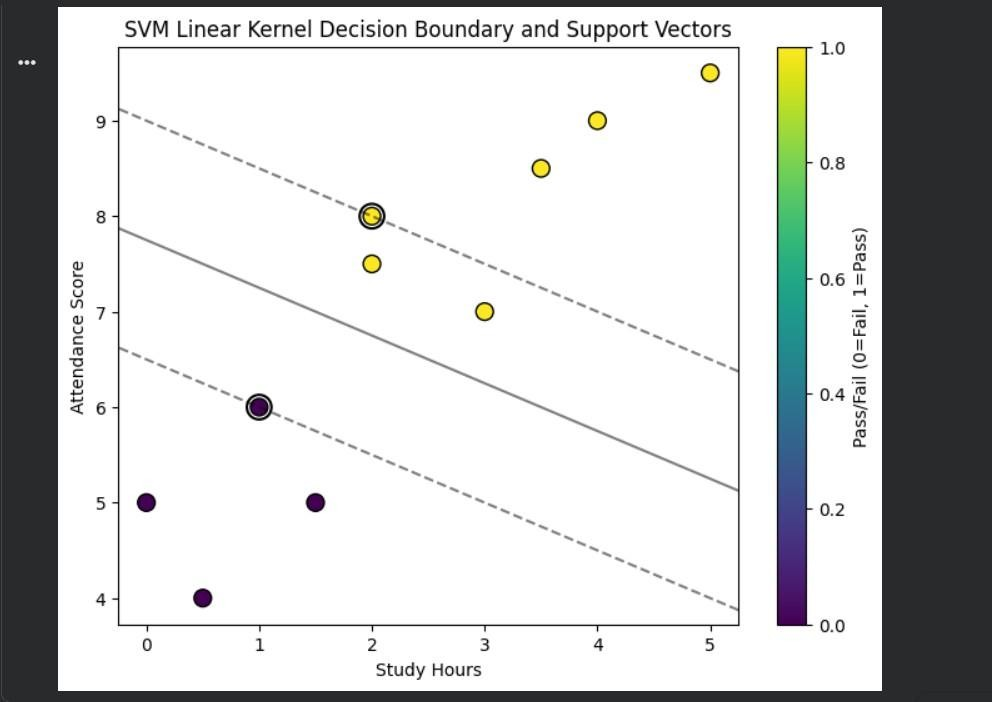 SVM Linear Kernel Decision Boundary and Support Vectors
1.0
9
0.8
8
0.6
7
Attendance Score
Pass/Fail (0=Fail, 1=Pass)
6
0.4
5
0.2
4
0.0
0 1 2 3 4 5
Study Hours